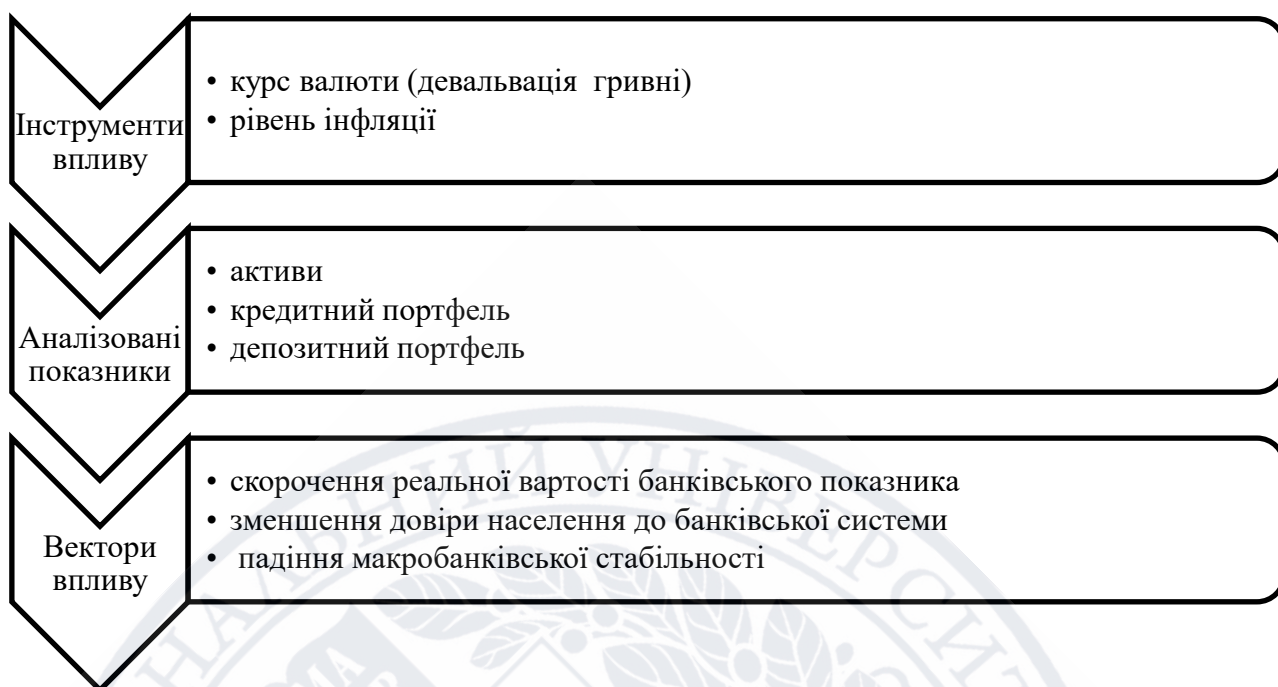 Інструменти
впливу
• курс валюти (девальвація гривні)
• рівень інфляції
Аналізовані
показники
• активи
• кредитний портфель
• депозитний портфель
Вектори
впливу
• скорочення реальної вартості банківського показника
• зменшення довіри населення до банківської системи
• падіння макробанківської стабільності